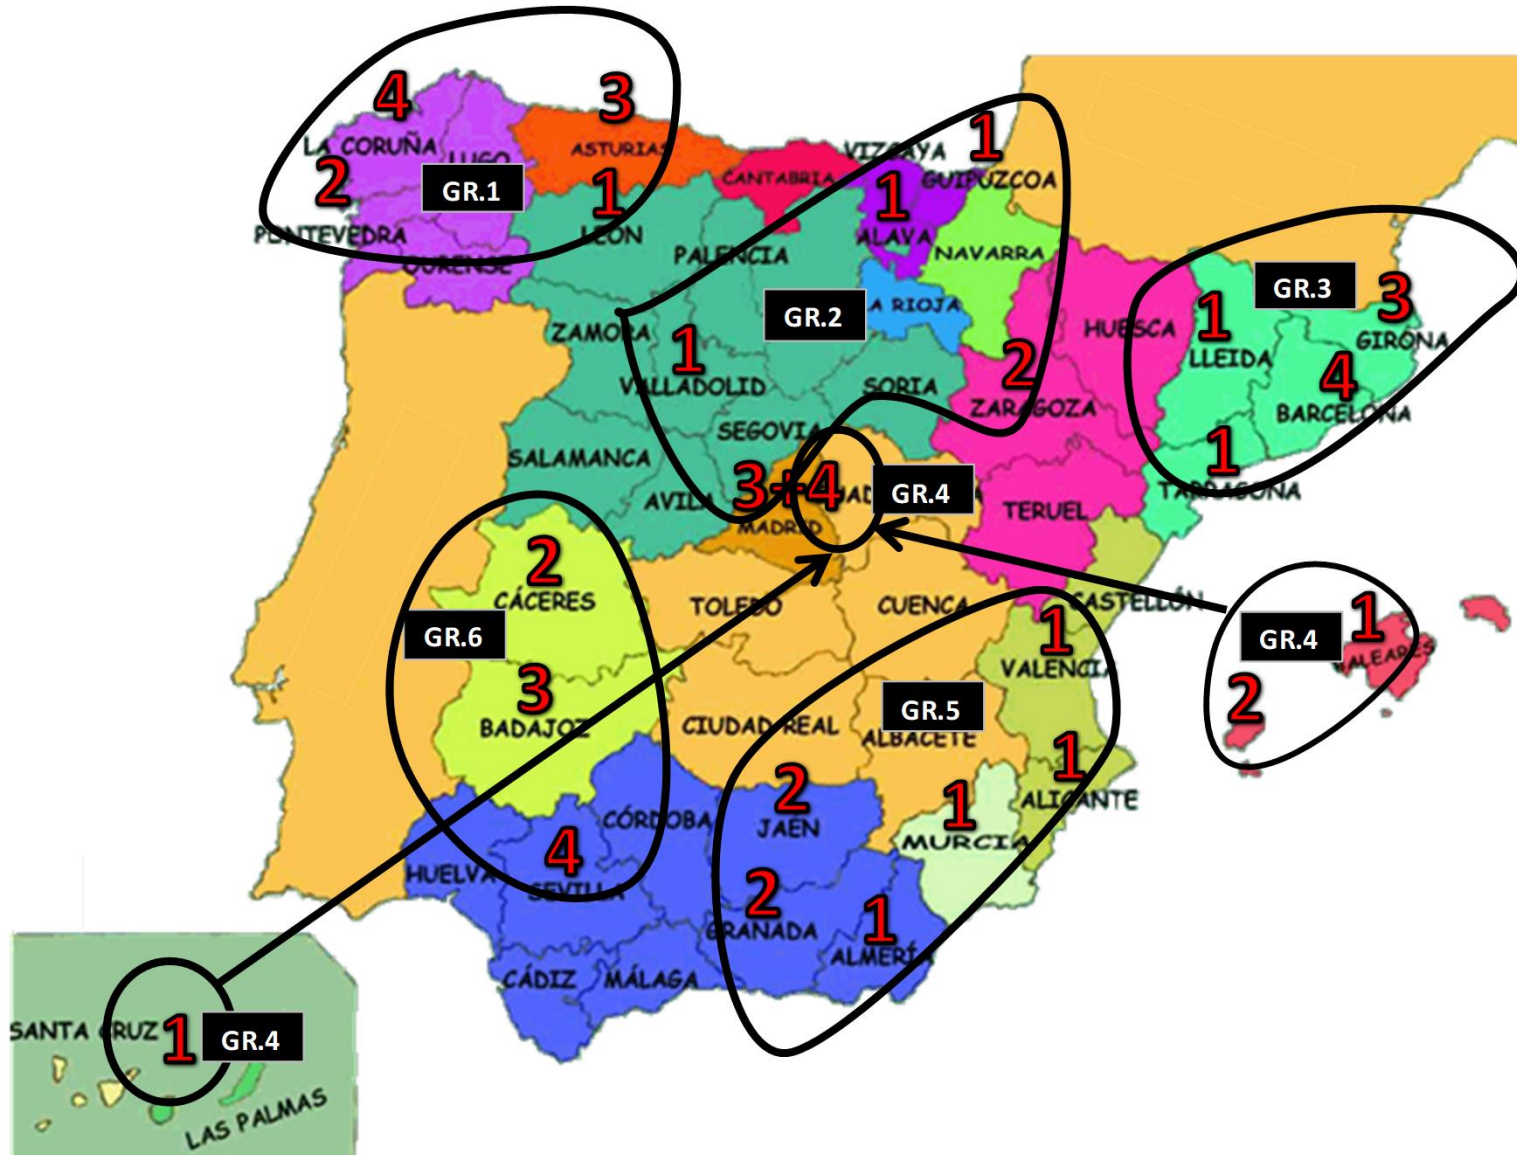 4
3
LA CORUÑA
ASTURIAS
LUGO
2
GR.1
1
PONTEVEDRA
LEÓN
OURENSE
CANTABRIA
VIZCAYA
1
GUIPUZCOA
1
ALAVA
NAVARRA
PALENCIA
GR.2
A RIOJA
ZAMORA
1
VALLADOLID
SORIA
2
ZARAGOZA
HUESCA
SEGOVIA
SALAMANCA
AVILA
GR.3
1
3
LLEIDA
GIRONA
4
BARCELONA
1
TARRAGONA
3+4
GR.4
MADRID
TERUEL
2
CÁCERES
GR.6
3
BADAJOZ
TOLEDO
CUENCA
CASTELLÓN
1
VALENCIA
GR.5
CIUDAD REAL
ALBACETE
1
ALICANTE
GR.4
1
BALEARES
2
2
JAEN
1
MURCIA
CÓRDOBA
HUELVA
4
SEVILLA
2
GRANADA
1
ALMERÍA
CÁDIZ
MÁLAGA
SANTA CRUZ
1
GR.4
LAS PALMAS